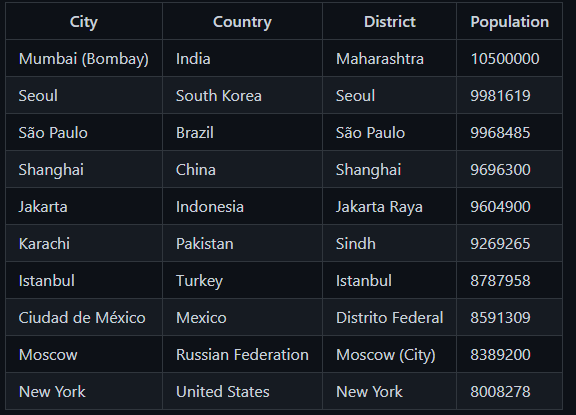 City Country District Population
Mumbai (Bombay) India Maharashtra 10500000
Seoul South Korea Seoul 9981619
São Paulo Brazil São Paulo 9968485
Shanghai China Shanghai 9696300
Jakarta Indonesia Jakarta Raya 9604900
Karachi Pakistan Sindh 9269265
Istanbul Turkey Istanbul 8787958
Ciudad de México Mexico Distrito Federal 8591309
Moscow Russian Federation Moscow (City) 8389200
New York United States New York 8008278